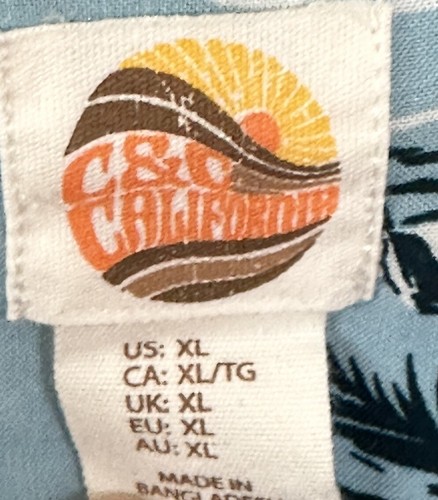 C&C
CALIFORNIA
US: XL
CA: XL/TG
UK: XL
EU: XL
AU: XL
MADE IN
BANGLADESH